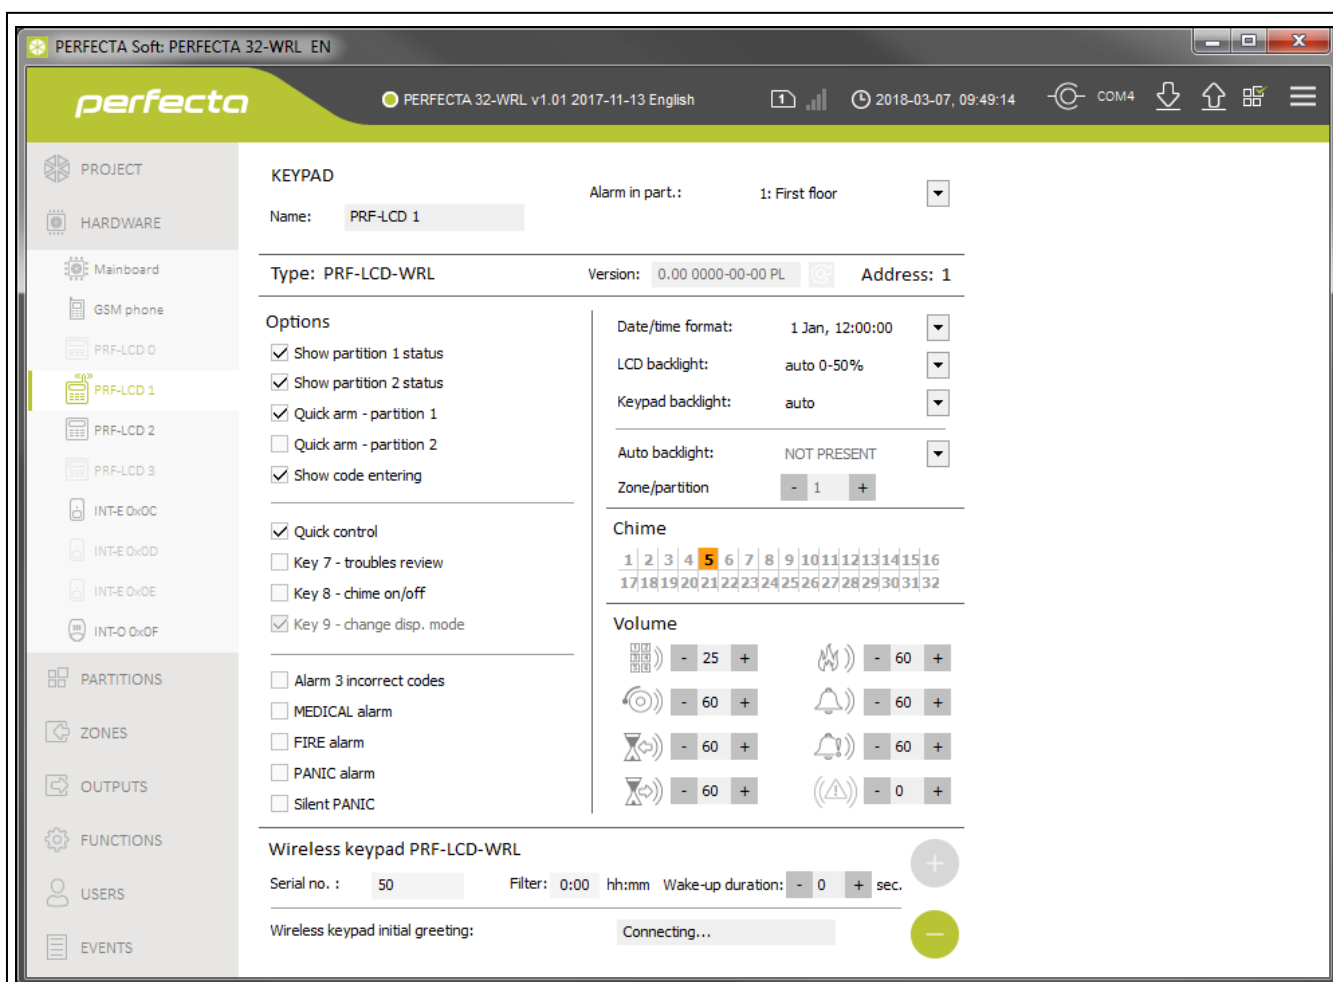 PERFECTA Soft: PERFECTA 32-WRL EN
perfecta
PERFECTA 32-WRL v1.01 2017-11-13 English
1
2018-03-07, 09:49:14
COM4
PROJECT
HARDWARE
Mainboard
GSM phone
PRF-LCD 0
PRF-LCD 1
PRF-LCD 2
PRF-LCD 3
INT-E 0x0C
INT-E 0x0D
INT-E 0x0E
INT-O 0x0F
PARTITIONS
ZONES
OUTPUTS
FUNCTIONS
USERS
EVENTS
KEYPAD
Name: PRF-LCD 1
Alarm in part.: 1: First floor
Type: PRF-LCD-WRL
Version: 0.00 0000-00-00 PL
Address: 1
Options
Show partition 1 status
Show partition 2 status
Quick arm - partition 1
Quick arm - partition 2
Show code entering
Quick control
Key 7 - troubles review
Key 8 - chime on/off
Key 9 - change disp. mode
Alarm 3 incorrect codes
MEDICAL alarm
FIRE alarm
PANIC alarm
Silent PANIC
Date/time format: 1 Jan, 12:00:00
LCD backlight: auto 0-50%
Keypad backlight: auto
Auto backlight: NOT PRESENT
Zone/partition - 1 +
Chime
1 2 3 4 5 6 7 8 9 10 11 12 13 14 15 16
17 18 19 20 21 22 23 24 25 26 27 28 29 30 31 32
Volume
- 25 + - 60 +
- 60 + - 60 +
- 60 + - 60 +
- 60 + - 0 +
Wireless keypad PRF-LCD-WRL
Serial no. : 50 Filter: 0:00 hh:mm Wake-up duration: - 0 + sec.
Wireless keypad initial greeting: Connecting...